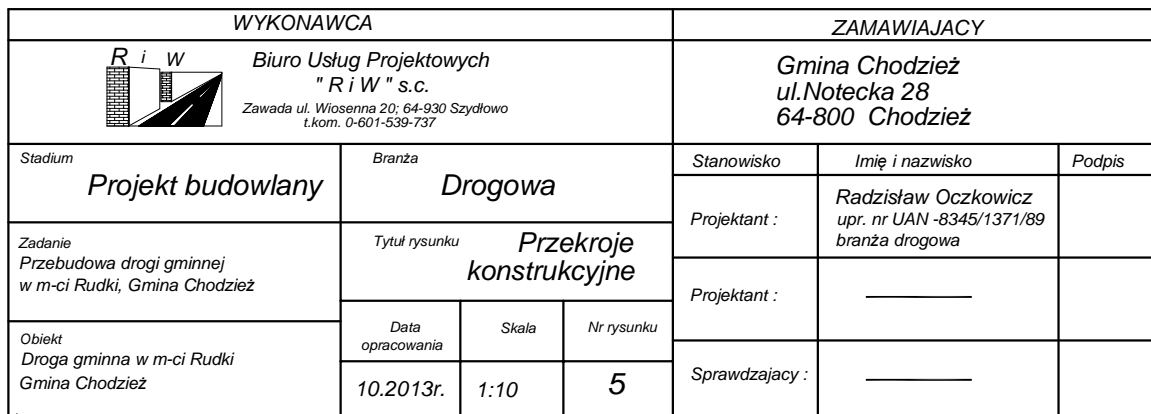 WYKONAWCA
R i W
Biuro Usług Projektowych
" R i W " s.c.
Zawada ul. Wiosenna 20; 64-930 Szydłowo
t.kom. 0-601-539-737
ZAMAWIAJACY
Gmina Chodzież
ul.Notecka 28
64-800 Chodzież
Stadium
Projekt budowlany
Branża
Drogowa
Zadanie
Przebudowa drogi gminnej
w m-ci Rudki, Gmina Chodzież
Tytuł rysunku
Przekroje
konstrukcyjne
Obiekt
Droga gminna w m-ci Rudki
Gmina Chodzież
Data
opracowania
Skala
Nr rysunku
10.2013r.
1:10
5
Stanowisko
Imię i nazwisko
Podpis
Projektant :
Radzisław Oczkowicz
upr. nr UAN -8345/1371/89
branża drogowa
Projektant :
Sprawdzajacy :